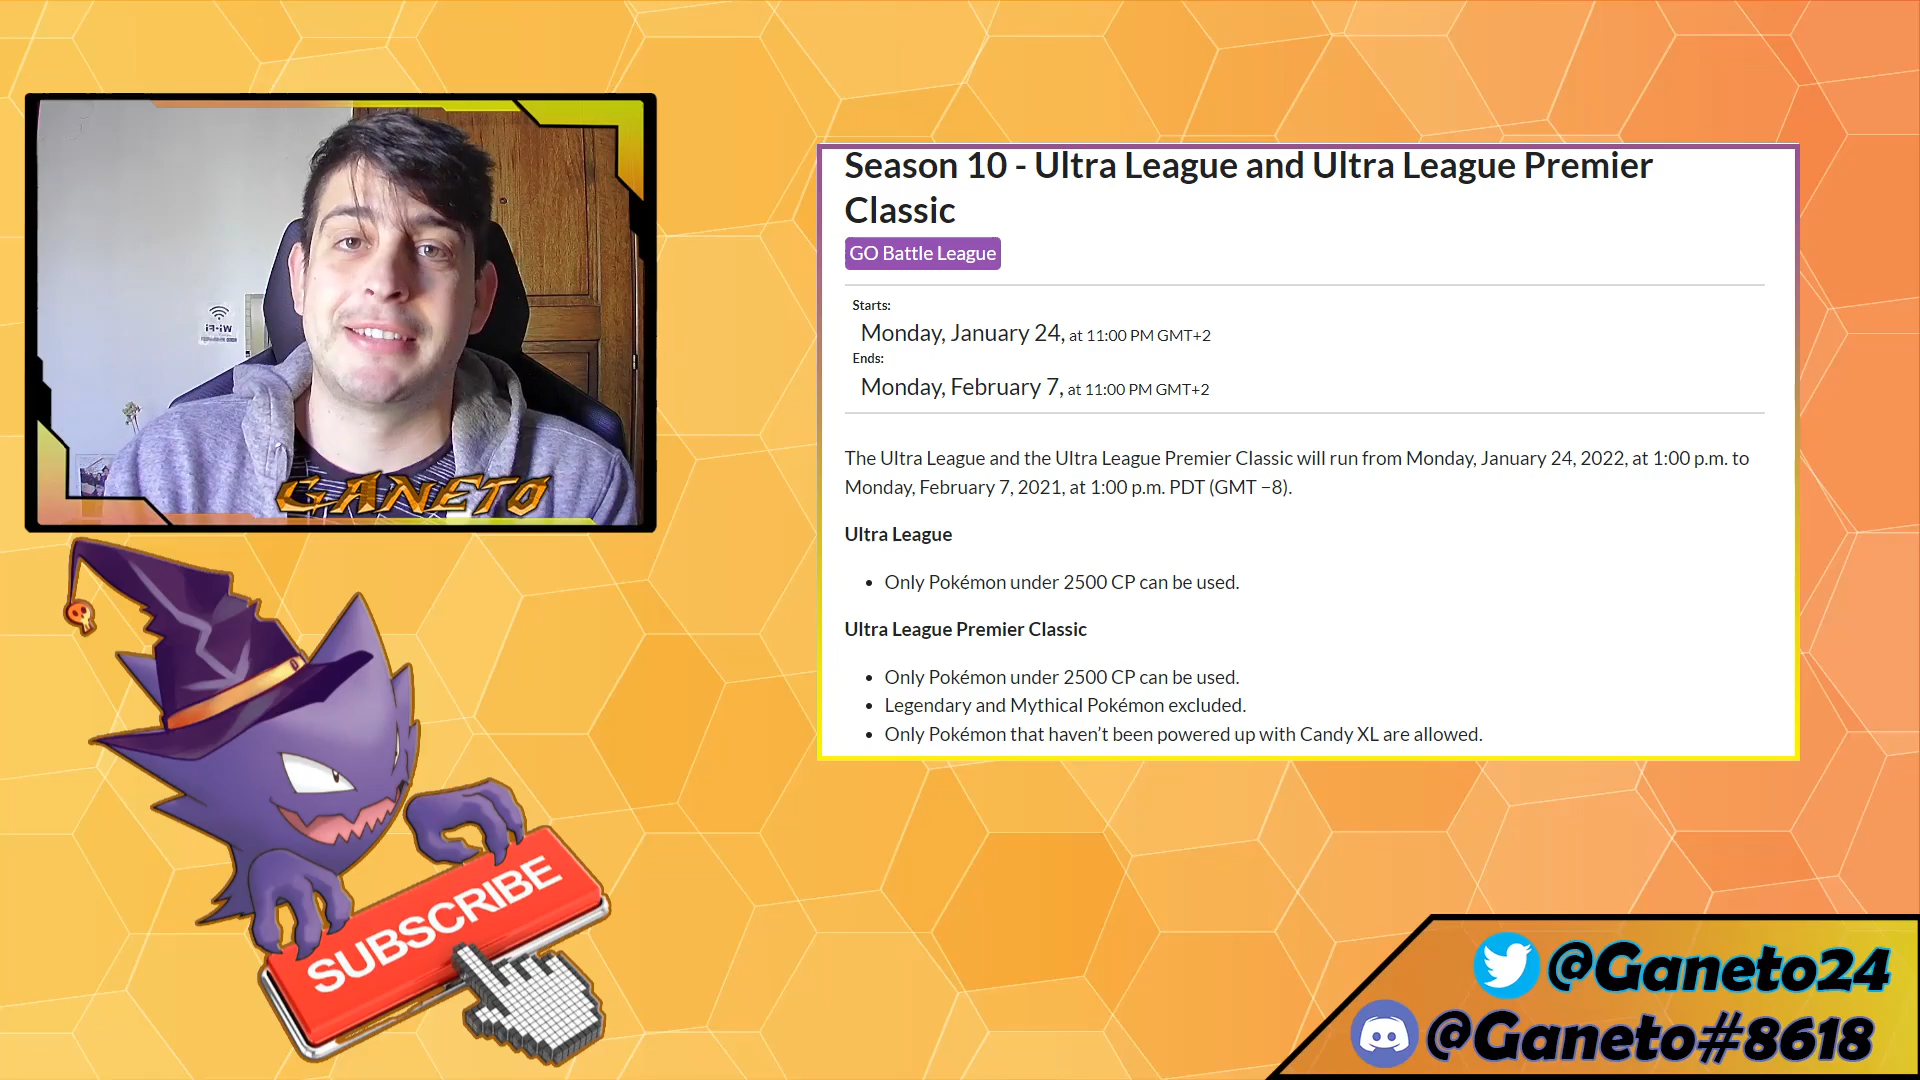 Season 10 - Ultra League and Ultra League Premier
Classic
GO Battle League
Starts:
Monday, January 24, at 11:00 PM GMT+2
Ends:
Monday, February 7, at 11:00 PM GMT+2
The Ultra League and the Ultra League Premier Classic will run from Monday, January 24, 2022, at 1:00 p.m. to
Monday, February 7, 2021, at 1:00 p.m. PDT (GMT −8).
Ultra League
• Only Pokémon under 2500 CP can be used.
Ultra League Premier Classic
• Only Pokémon under 2500 CP can be used.
• Legendary and Mythical Pokémon excluded.
• Only Pokémon that haven’t been powered up with Candy XL are allowed.
Wi-Fi
GANETO
SUBSCRIBE
@Ganeto24
@Ganeto#8618